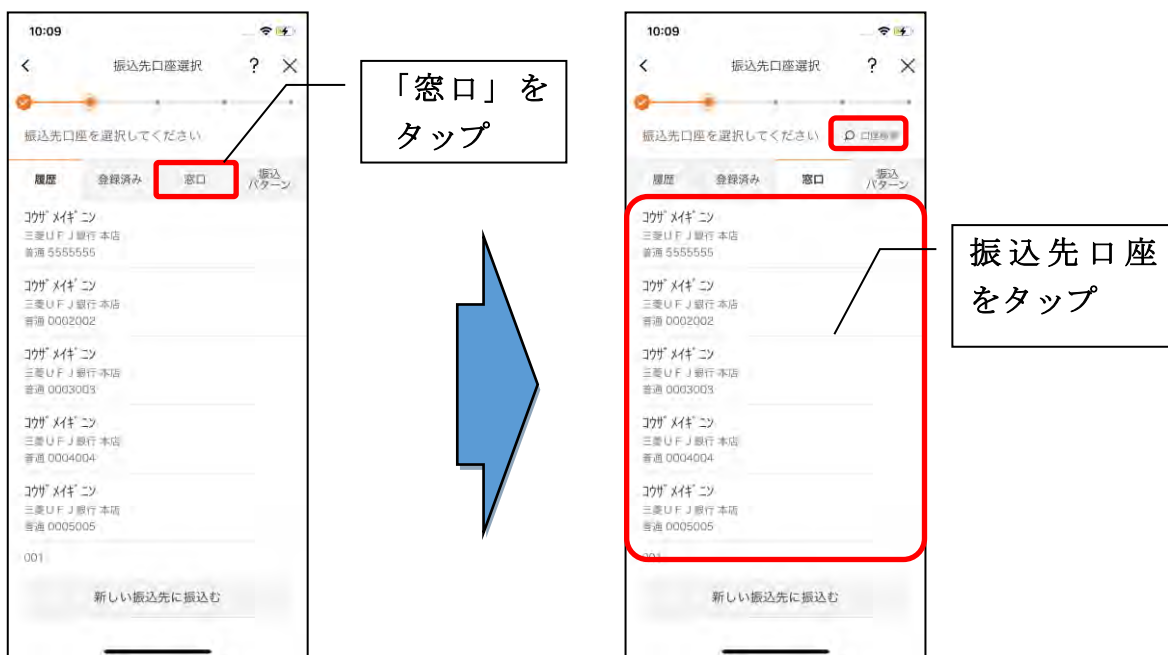 10:09
振込先口座選択 ?
振込先口座を選択してください
履歴 登録済み 窓口 振込
パターン
コウザ メイギニン
三菱UFJ銀行 本店
普通 5555555
コウザ メイギニン
三菱UFJ銀行 本店
普通 0002002
コウザ メイギニン
三菱UFJ銀行 本店
普通 0003003
コウザ メイギニン
三菱UFJ銀行 本店
普通 0004004
コウザ メイギニン
三菱UFJ銀行 本店
普通 0005005
001
新しい振込先に振込む
「窓口」を
タップ
10:09
振込先口座選択 ?
振込先口座を選択してください 口座検索
履歴 登録済み 窓口 振込
パターン
コウザ メイギニン
三菱UFJ銀行 本店
普通 5555555
コウザ メイギニン
三菱UFJ銀行 本店
普通 0002002
コウザ メイギニン
三菱UFJ銀行 本店
普通 0003003
コウザ メイギニン
三菱UFJ銀行 本店
普通 0004004
コウザ メイギニン
三菱UFJ銀行 本店
普通 0005005
001
新しい振込先に振込む
振込先口座
をタップ